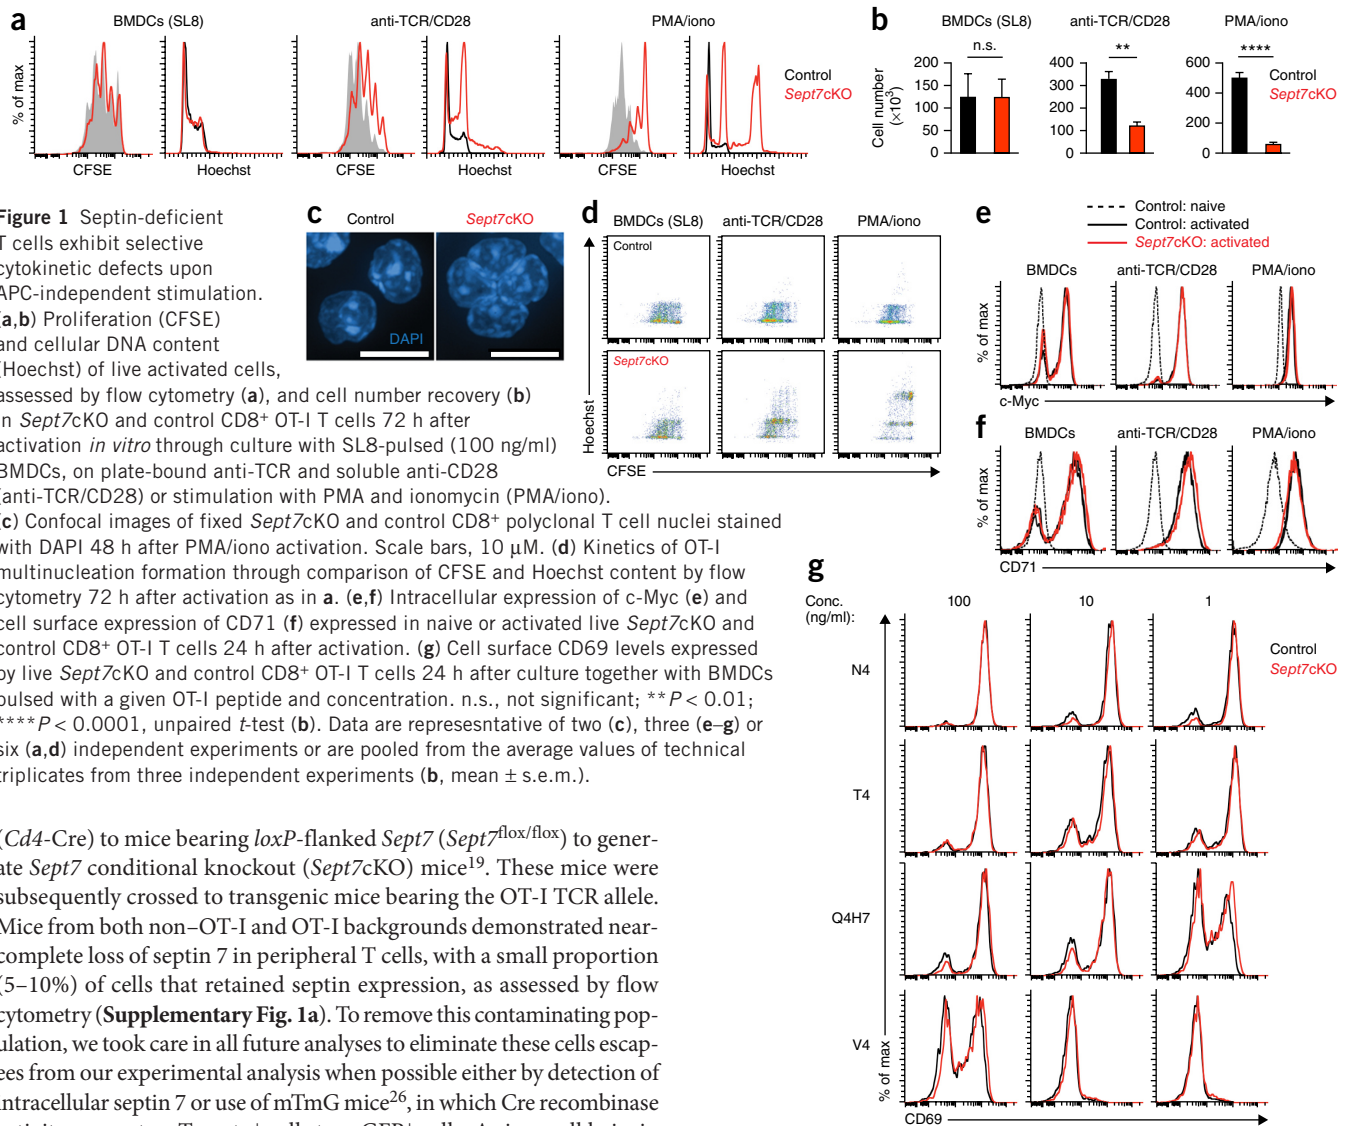 a
BMDCs (SL8)
anti-TCR/CD28
PMA/iono
% of max
CFSE
Hoechst
CFSE
Hoechst
CFSE
Hoechst
Control
Sept7cKO
b
BMDCs (SL8)
anti-TCR/CD28
PMA/iono
n.s.
**
****
Cell number
(×10³)
200
150
100
50
0
400
300
200
100
0
600
400
200
0
Control
Sept7cKO
Figure 1 Septin-deficient
T cells exhibit selective
cytokinetic defects upon
APC-independent stimulation.
(a,b) Proliferation (CFSE)
and cellular DNA content
(Hoechst) of live activated cells,
assessed by flow cytometry (a), and cell number recovery (b)
in Sept7cKO and control CD8⁺ OT-I T cells 72 h after
activation in vitro through culture with SL8-pulsed (100 ng/ml)
BMDCs, on plate-bound anti-TCR and soluble anti-CD28
(anti-TCR/CD28) or stimulation with PMA and ionomycin (PMA/iono).
(c) Confocal images of fixed Sept7cKO and control CD8⁺ polyclonal T cell nuclei stained
with DAPI 48 h after PMA/iono activation. Scale bars, 10 μM. (d) Kinetics of OT-I
multinucleation formation through comparison of CFSE and Hoechst content by flow
cytometry 72 h after activation as in a. (e,f) Intracellular expression of c-Myc (e) and
cell surface expression of CD71 (f) expressed in naive or activated live Sept7cKO and
control CD8⁺ OT-I T cells 24 h after activation. (g) Cell surface CD69 levels expressed
by live Sept7cKO and control CD8⁺ OT-I T cells 24 h after culture together with BMDCs
pulsed with a given OT-I peptide and concentration. n.s., not significant; **P < 0.01;
****P < 0.0001, unpaired t-test (b). Data are represesntative of two (c), three (e–g) or
six (a,d) independent experiments or are pooled from the average values of technical
triplicates from three independent experiments (b, mean ± s.e.m.).
c
Control
Sept7cKO
DAPI
d
BMDCs (SL8)
anti-TCR/CD28
PMA/iono
Control
Sept7cKO
Hoechst
CFSE
e
Control: naive
Control: activated
Sept7cKO: activated
BMDCs
anti-TCR/CD28
PMA/iono
% of max
c-Myc
f
BMDCs
anti-TCR/CD28
PMA/iono
% of max
CD71
g
Conc.
(ng/ml):
100
10
1
N4
T4
Q4H7
V4
% of max
CD69
Control
Sept7cKO
(Cd4-Cre) to mice bearing loxP-flanked Sept7 (Sept7flox/flox) to gener-
ate Sept7 conditional knockout (Sept7cKO) mice¹⁹. These mice were
subsequently crossed to transgenic mice bearing the OT-I TCR allele.
Mice from both non–OT-I and OT-I backgrounds demonstrated near-
complete loss of septin 7 in peripheral T cells, with a small proportion
(5–10%) of cells that retained septin expression, as assessed by flow
cytometry (Supplementary Fig. 1a). To remove this contaminating pop-
ulation, we took care in all future analyses to eliminate these cells escap-
ees from our experimental analysis when possible either by detection of
intracellular septin 7 or use of mTmG mice²⁶, in which Cre recombinase